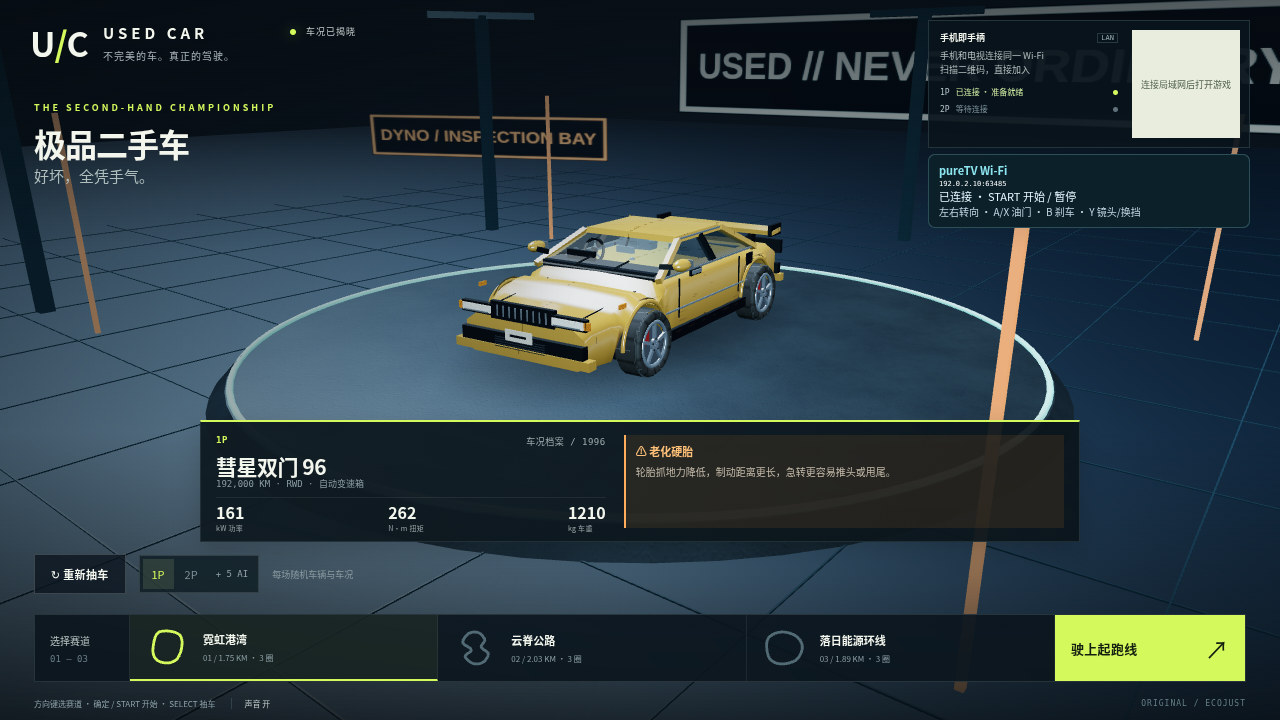 U/C
USED CAR
不完美的车。真正的驾驶。
车况已揭晓
THE SECOND-HAND CHAMPIONSHIP
极品二手车
好坏，全凭手气。
DYNO / INSPECTION BAY
USED // NEVER ORDINARY
手机即手柄
LAN
手机和电视连接同一 Wi-Fi
扫描二维码，直接加入
1P 已连接 · 准备就绪
2P 等待连接
连接局域网后打开游戏
pureTV Wi-Fi
192.0.2.10:63485
已连接 · START 开始 / 暂停
左右转向 · A/X 油门 · B 刹车 · Y 镜头/换挡
1P
车况档案 / 1996
彗星双门 96
192,000 KM · RWD · 自动变速箱
161
kW 功率
262
N·m 扭矩
1210
kg 车重
⚠ 老化硬胎
轮胎抓地力降低，制动距离更长，急转更容易推头或甩尾。
↻ 重新抽车
1P 2P + 5 AI
每场随机车辆与车况
选择赛道
01 — 03
霓虹港湾
01 / 1.75 KM · 3 圈
云脊公路
02 / 2.03 KM · 3 圈
落日能源环线
03 / 1.89 KM · 3 圈
驶上起跑线 ↗
方向键选赛道 · 确定 / START 开始 · SELECT 抽车
声音 开
ORIGINAL / ECOJUST